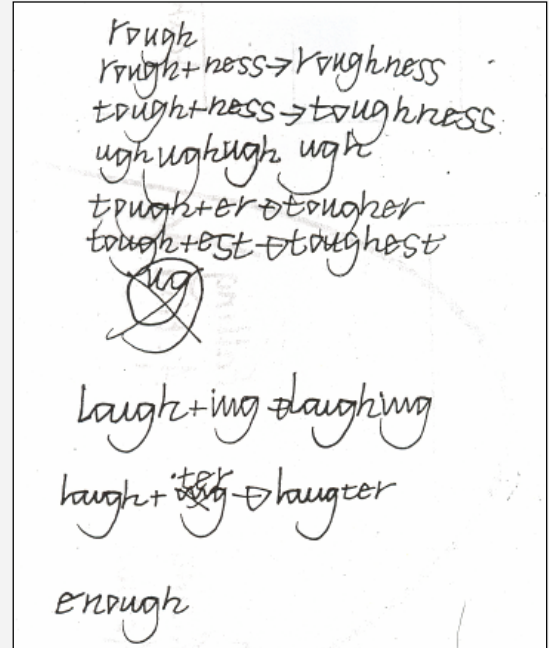 rough
rough+ness→roughness
tough+ness→toughness
ugh ugh ugh ugh
tough+er→tougher
tough+est→toughest
ug
Laugh+ing→laughing
laugh+ter→laugter
enough